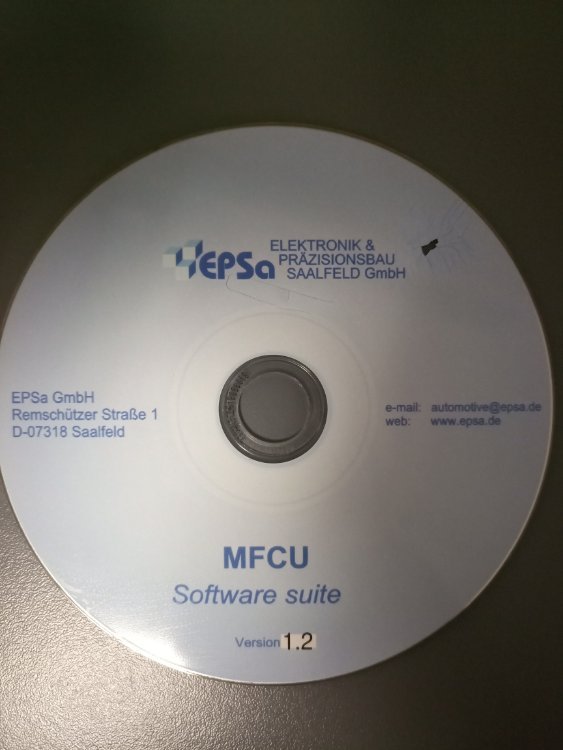 EPSa
ELEKTRONIK &
PRÄZISIONSBAU
SAALFELD GmbH
EPSa GmbH
Remschützer Straße 1
D-07318 Saalfeld
e-mail: automotive@epsa.de
web: www.epsa.de
MFCU
Software suite
Version 1.2